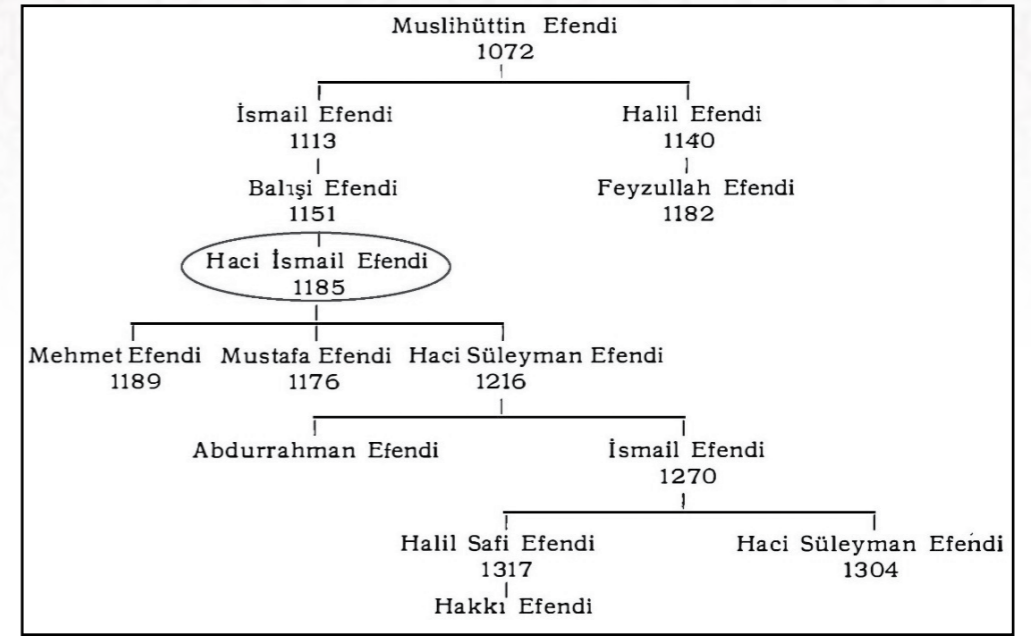 Muslihüttin Efendi
1072
İsmail Efendi
1113
Halil Efendi
1140
Balışi Efendi
1151
Feyzullah Efendi
1182
Haci İsmail Efendi
1185
Mehmet Efendi
1189
Mustafa Efendi
1176
Haci Süleyman Efendi
1216
Abdurrahman Efendi
İsmail Efendi
1270
Halil Safi Efendi
1317
Haci Süleyman Efendi
1304
Hakkı Efendi